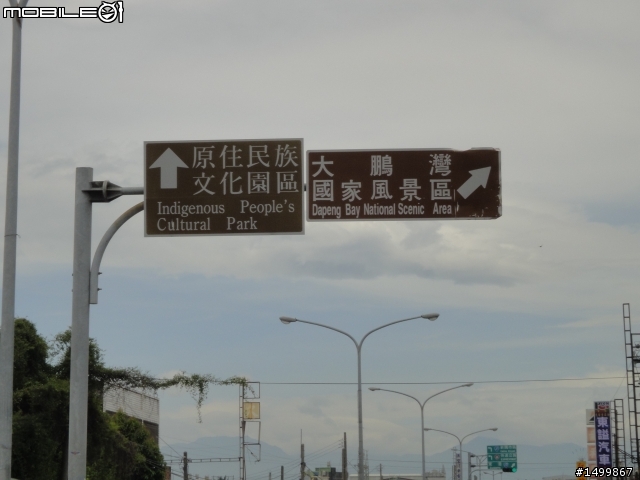 MOBILE01
原住民族
文化園區
Indigenous People's
Cultural Park
大鵬灣
國家風景區
Dapeng Bay National Scenic Area
#1499867